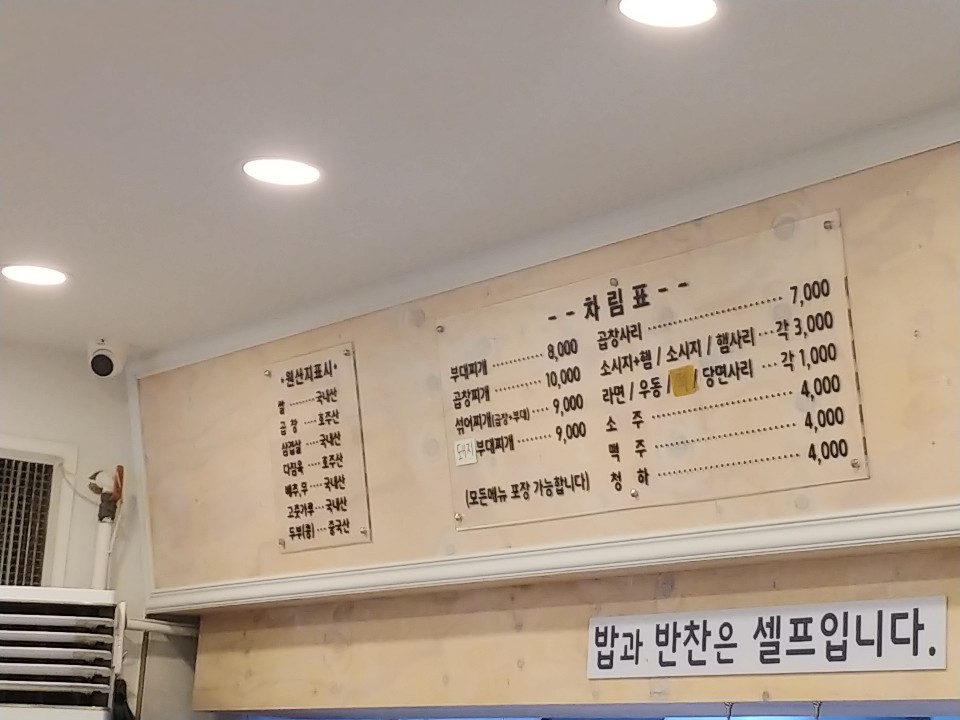 •원산지표시•
쌀 ········ 국내산
곱 창 ···· 호주산
삼겹살 ···· 국내산
다짐육 ···· 호주산
배추,무 ··· 국내산
고춧가루 ··· 국내산
두부(콩) ··· 중국산
- - 차 림 표 - -
부대찌개 ············ 8,000
곱창찌개 ············ 10,000
섞어찌개(곱창+부대) ···· 9,000
돼지 부대찌개 ········· 9,000
(모든메뉴 포장 가능합니다)
곱창사리 ························ 7,000
소시지+햄 / 소시지 / 햄사리 ··· 각 3,000
라면 / 우동 / / 당면사리 ··· 각 1,000
소 주 ························ 4,000
맥 주 ························ 4,000
청 하 ························ 4,000
밥과 반찬은 셀프입니다.